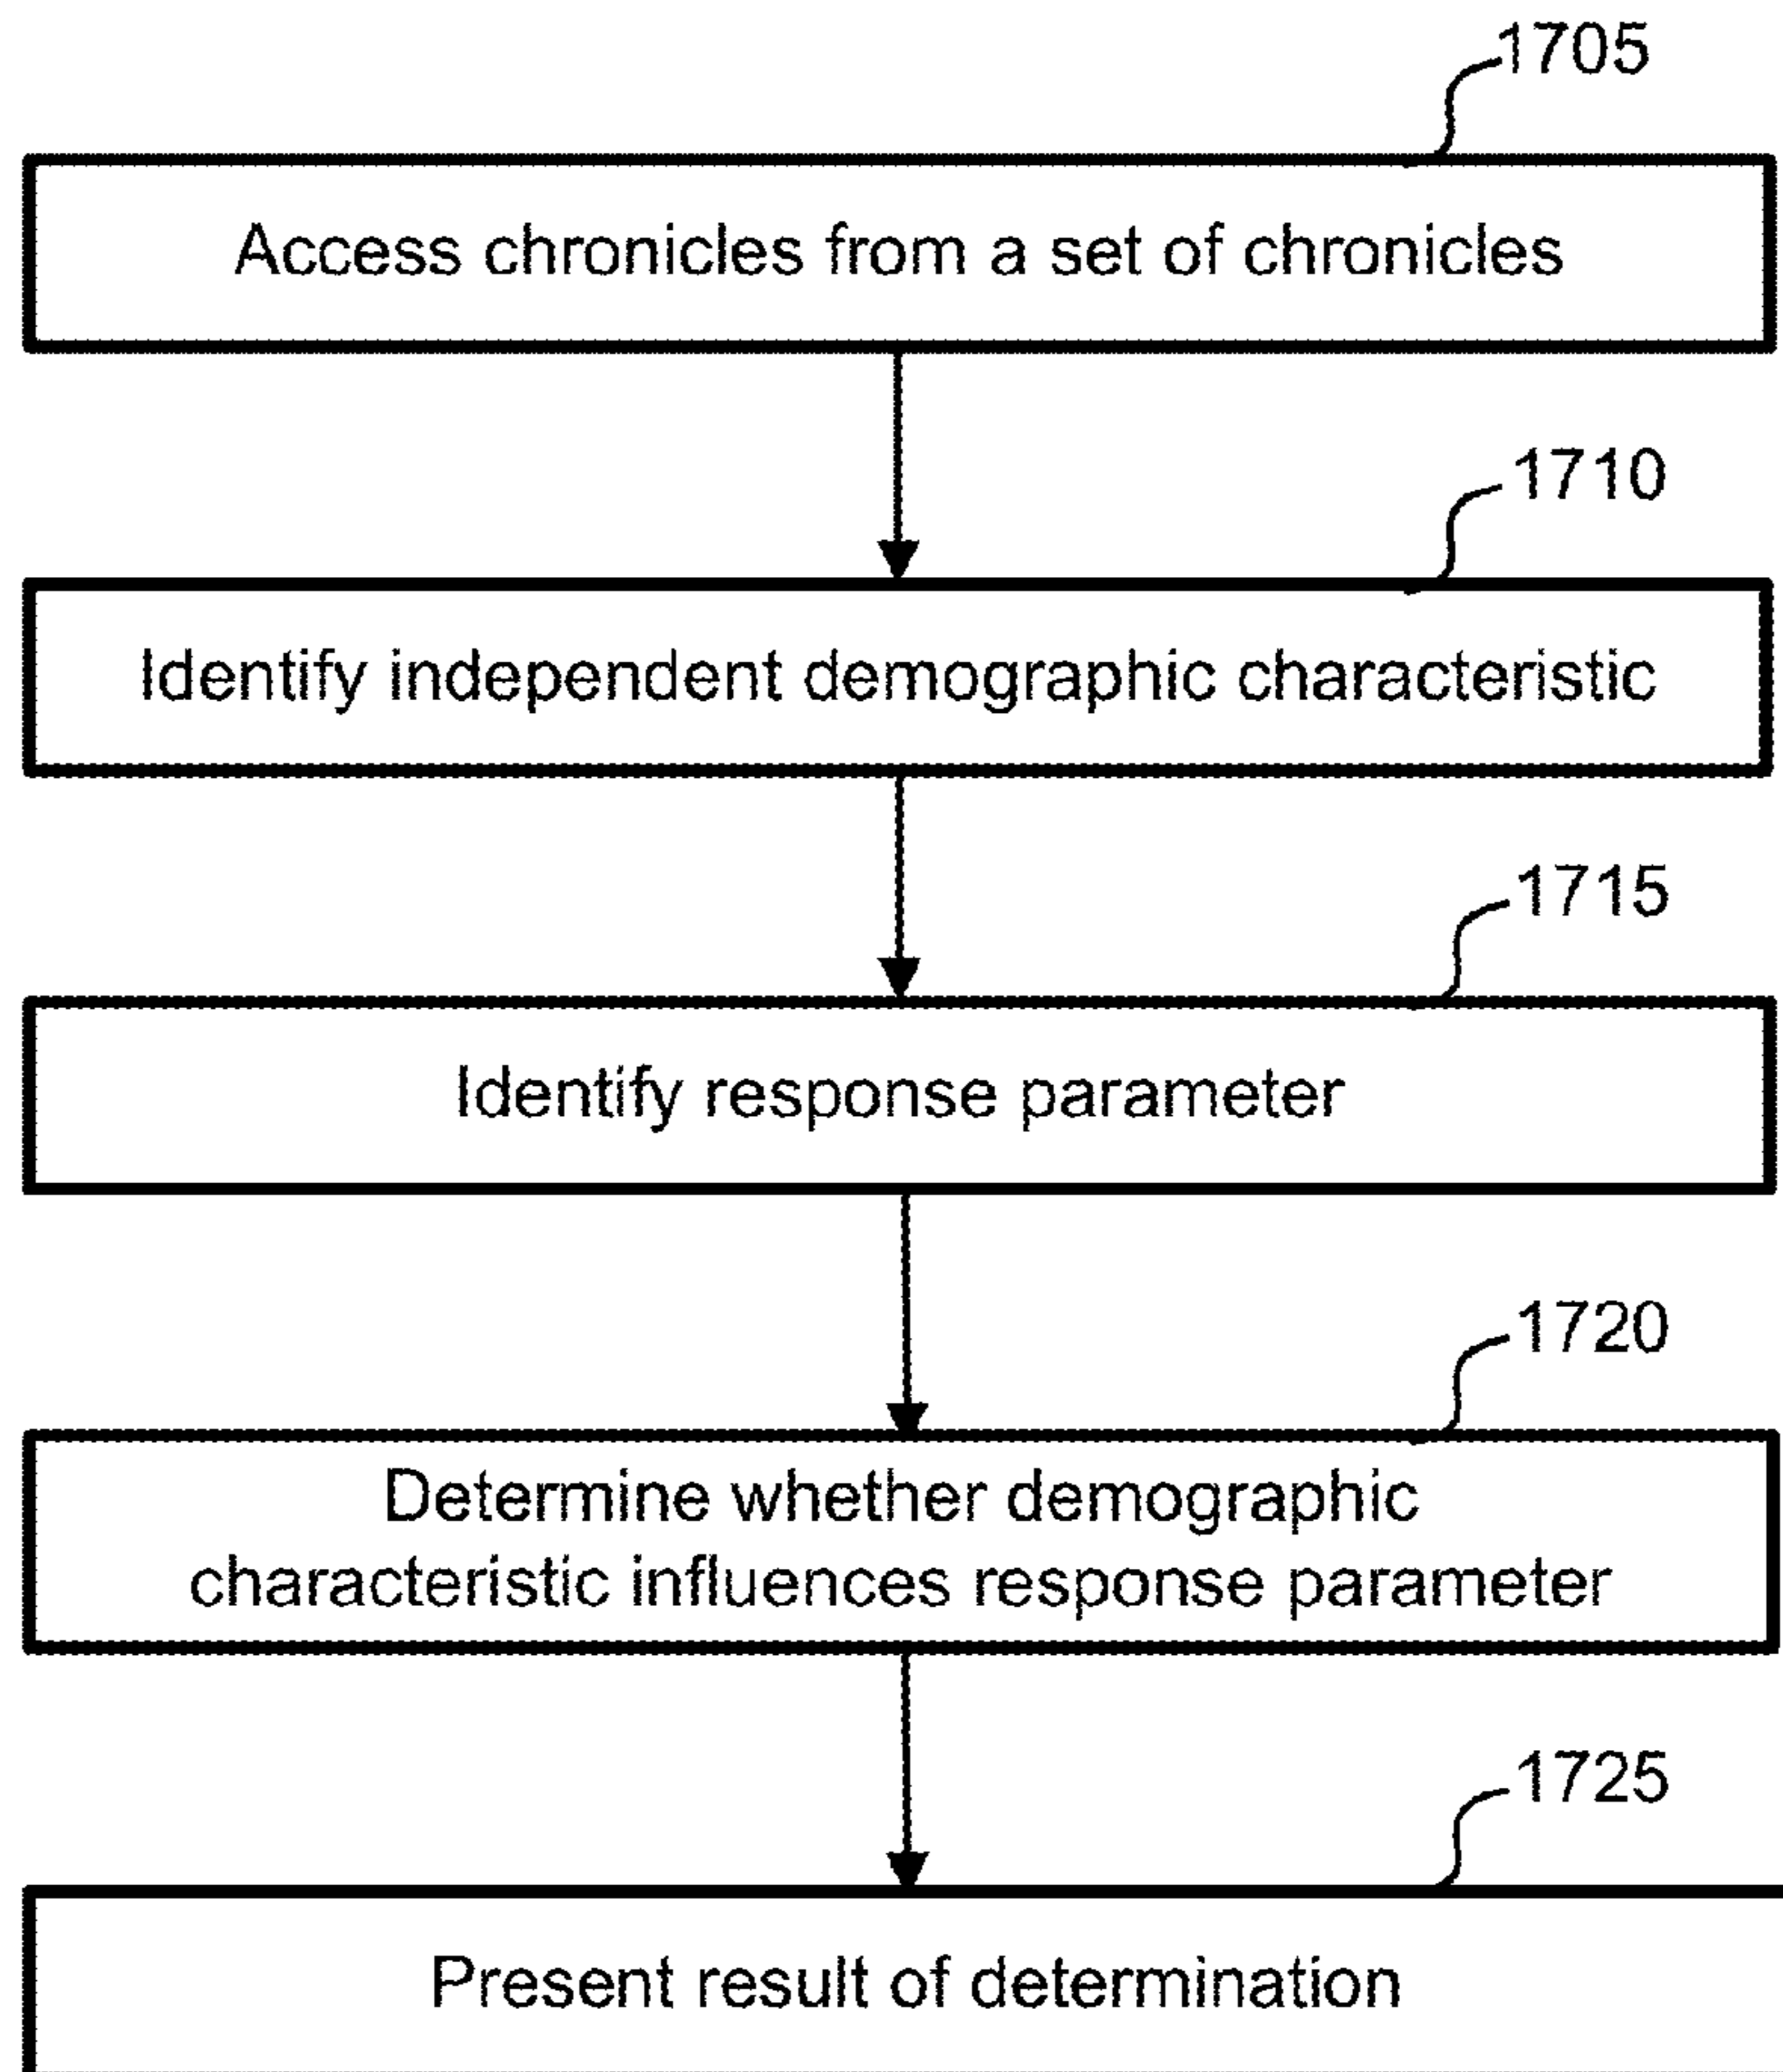 1705
Access chronicles from a set of chronicles
1710
Identify independent demographic characteristic
1715
Identify response parameter
1720
Determine whether demographic
characteristic influences response parameter
1725
Present result of determination